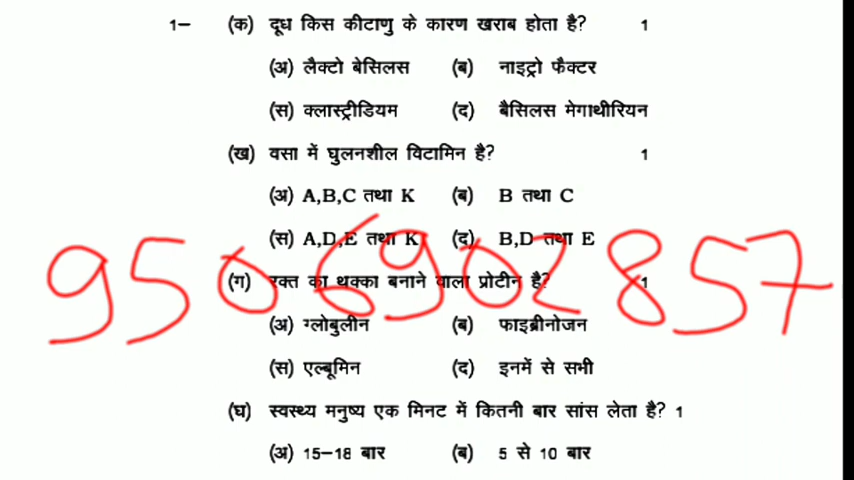 1– (क) दूध किस कीटाणु के कारण खराब होता है? 1
(अ) लैक्टो बेसिलस (ब) नाइट्रो फैक्टर
(स) क्लास्ट्रीडियम (द) बैसिलस मेगाथीरियन
(ख) वसा में घुलनशील विटामिन है? 1
(अ) A,B,C तथा K (ब) B तथा C
(स) A,D,E तथा K (द) B,D तथा E
9506902857
(ग) रक्त का थक्का बनाने वाला प्रोटीन है? 1
(अ) ग्लोबुलीन (ब) फाइब्रीनोजन
(स) एल्बूमिन (द) इनमें से सभी
(घ) स्वस्थ्य मनुष्य एक मिनट में कितनी बार सांस लेता है? 1
(अ) 15–18 बार (ब) 5 से 10 बार